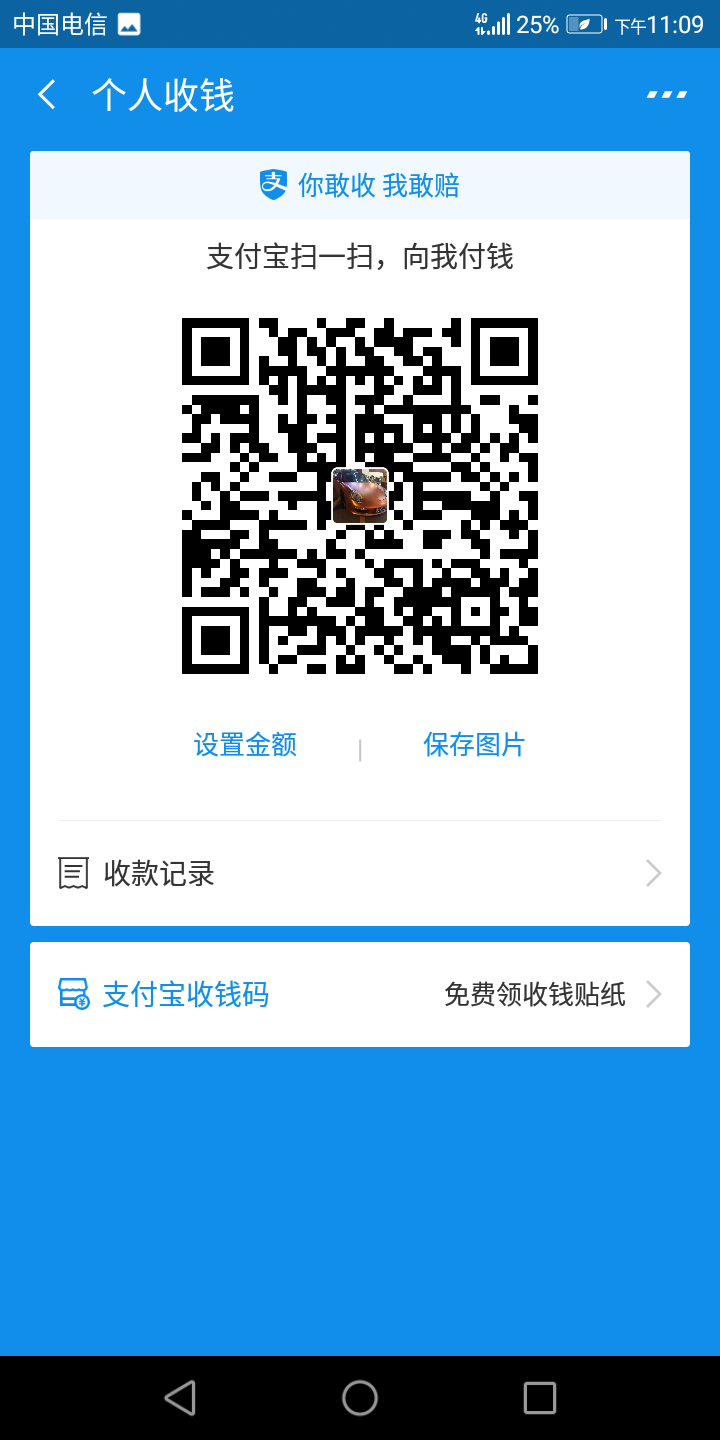 中国电信 4G 25% 下午11:09
个人收钱
支 你敢收 我敢赔
支付宝扫一扫，向我付钱
设置金额 | 保存图片
收款记录
支付宝收钱码 免费领收钱贴纸